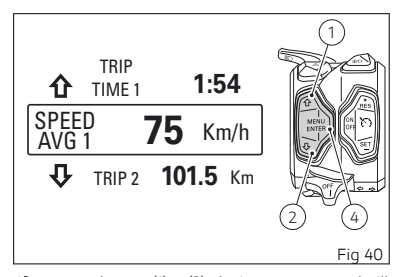 TRIP
TIME 1 1:54
SPEED
AVG 1 75 Km/h
TRIP 2 101.5 Km
1
RES
MENU
ENTER
ON
OFF
SET
OFF
2
4
Fig 40